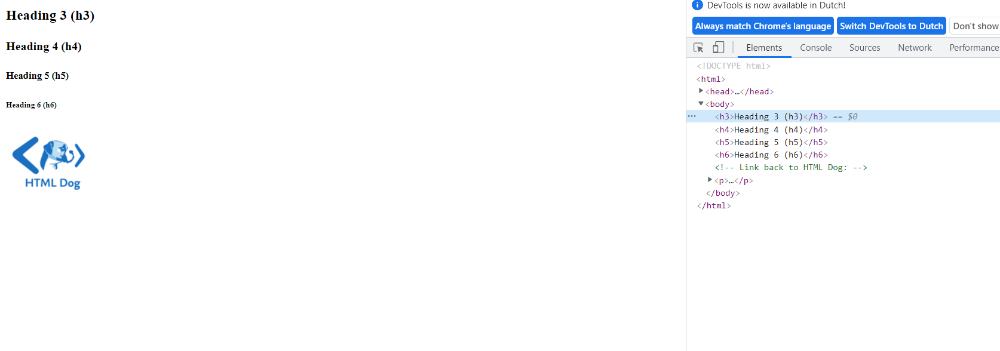 Heading 3 (h3)
Heading 4 (h4)
Heading 5 (h5)
Heading 6 (h6)
HTML Dog
DevTools is now available in Dutch!
Always match Chrome's language Switch DevTools to Dutch Don't show
Elements Console Sources Network Performance
<!DOCTYPE html>
<html>
<head>…</head>
<body>
<h3>Heading 3 (h3)</h3> == $0
<h4>Heading 4 (h4)</h4>
<h5>Heading 5 (h5)</h5>
<h6>Heading 6 (h6)</h6>
<!-- Link back to HTML Dog: -->
<p>…</p>
</body>
</html>